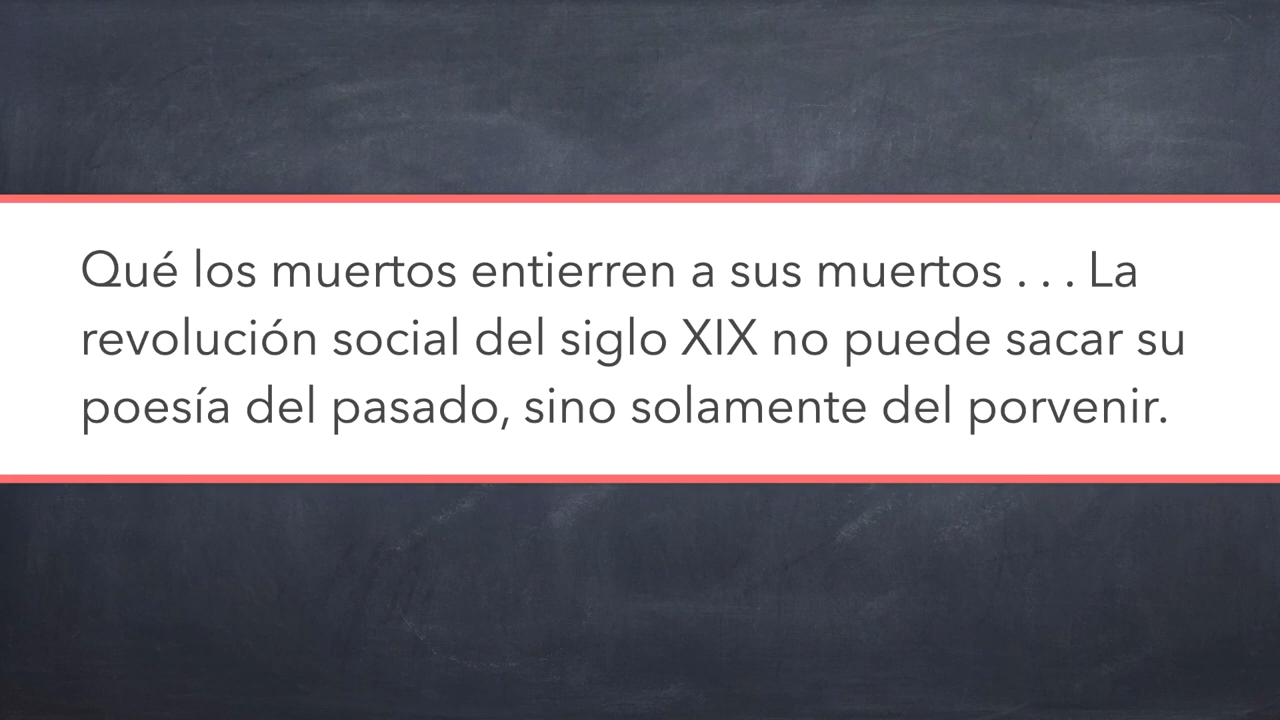 Qué los muertos entierren a sus muertos . . . La
revolución social del siglo XIX no puede sacar su
poesía del pasado, sino solamente del porvenir.